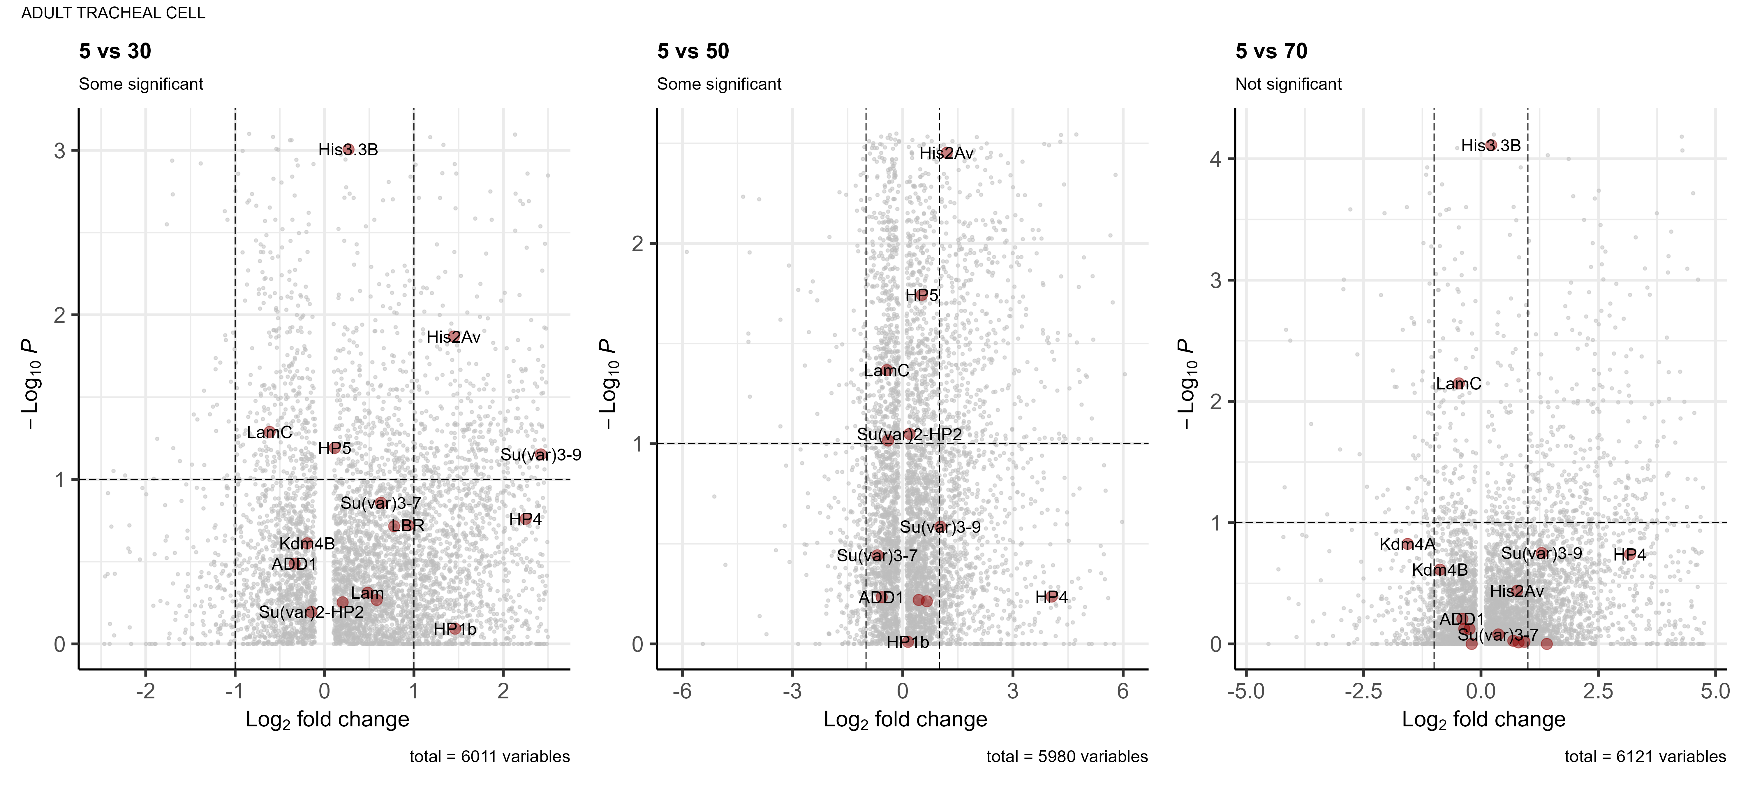 ADULT TRACHEAL CELL
5 vs 30
Some significant
− Log10 P
3
2
1
0
His3.3B
His2Av
LamC
HP5
Su(var)3-9
Su(var)3-7
LBR
HP4
Kdm4B
ADD1
Lam
Su(var)2-HP2
HP1b
-2 -1 0 1 2
Log2 fold change
total = 6011 variables
5 vs 50
Some significant
− Log10 P
2
1
0
His2Av
HP5
LamC
Su(var)2-HP2
Su(var)3-9
Su(var)3-7
ADD1
HP4
HP1b
-6 -3 0 3 6
Log2 fold change
total = 5980 variables
5 vs 70
Not significant
− Log10 P
4
3
2
1
0
His3.3B
LamC
Kdm4A
Su(var)3-9
HP4
Kdm4B
His2Av
ADD1
Su(var)3-7
-5.0 -2.5 0.0 2.5 5.0
Log2 fold change
total = 6121 variables